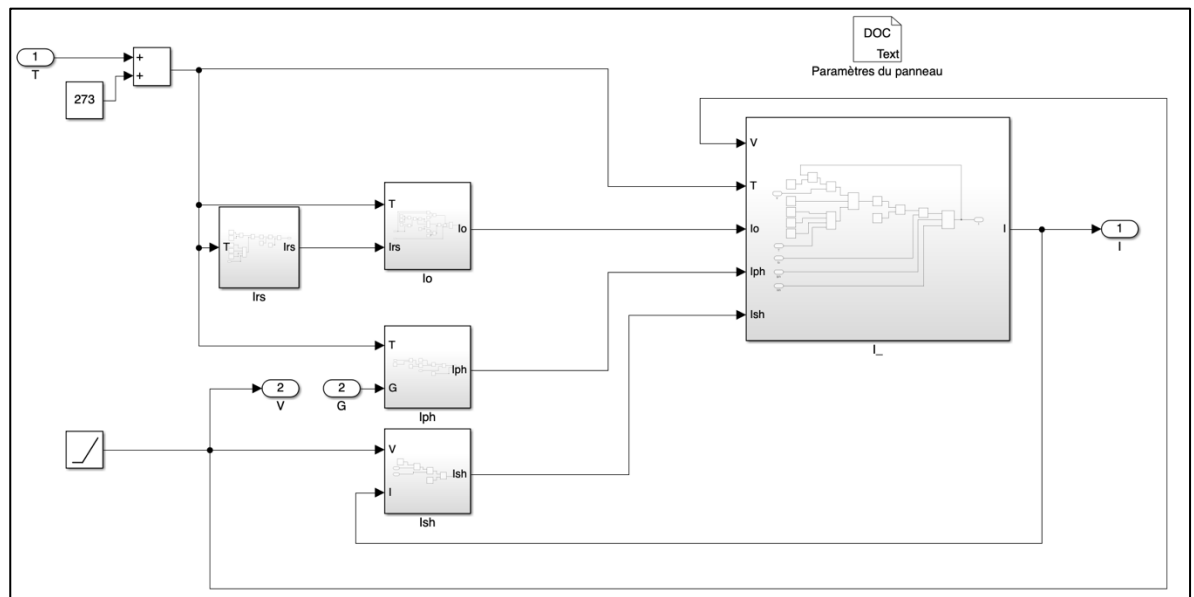 DOC
Text
Paramètres du panneau
1
T
+
+
273
V
T
Io
Iph
Ish
I
I_
1
I
T
Irs
Irs
T
Irs
Io
Io
T
G
Iph
Iph
2
V
2
G
V
I
Ish
Ish